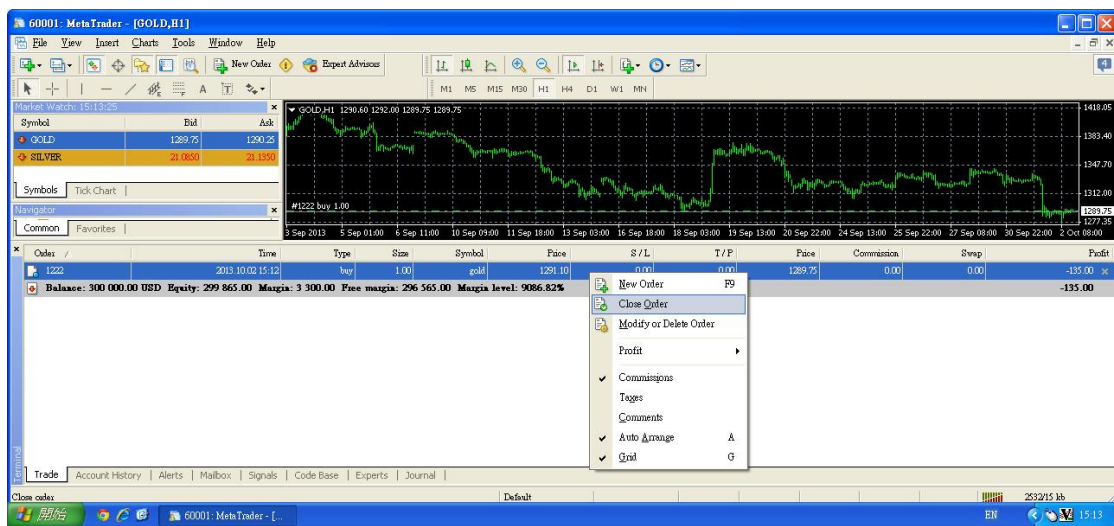 60001: MetaTrader - [GOLD,H1]
File View Insert Charts Tools Window Help
New Order Expert Advisors 4
A T M1 M5 M15 M30 H1 H4 D1 W1 MN
Market Watch: 15:13:25
Symbol Bid Ask
GOLD 1289.75 1290.25
SILVER 21.0850 21.1350
Symbols Tick Chart
Navigator
Common Favorites
GOLD,H1 1290.60 1292.00 1289.75 1289.75
#1222 buy 1.00
1418.05
1383.40
1347.70
1312.00
1289.75
1277.35
3 Sep 2013 5 Sep 01:00 6 Sep 11:00 10 Sep 09:00 11 Sep 18:00 13 Sep 03:00 16 Sep 18:00 18 Sep 03:00 19 Sep 13:00 20 Sep 22:00 24 Sep 13:00 25 Sep 22:00 27 Sep 08:00 30 Sep 22:00 2 Oct 08:00
Order / Time Type Size Symbol Price S / L T / P Price Commission Swap Profit
1222 2013.10.02 15:12 buy 1.00 gold 1291.10 0.00 0.00 1289.75 0.00 0.00 -135.00
Balance: 300 000.00 USD Equity: 299 865.00 Margin: 3 300.00 Free margin: 296 565.00 Margin level: 9086.82% -135.00
New Order F9
Close Order
Modify or Delete Order
Profit
Commissions
Taxes
Comments
Auto Arrange A
Grid G
Terminal
Trade Account History Alerts Mailbox Signals Code Base Experts Journal
Close order Default 2532/15 kb
開始 60001: MetaTrader - [... EN 15:13